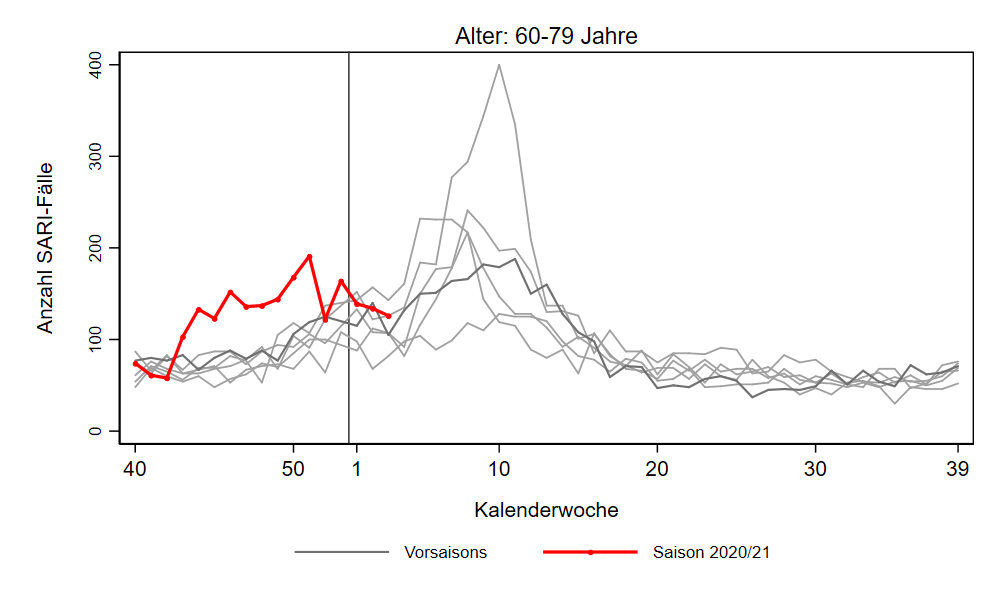 Alter: 60-79 Jahre
Anzahl SARI-Fälle
400
300
200
100
0
40 50 1 10 20 30 39
Kalenderwoche
Vorsaisons Saison 2020/21